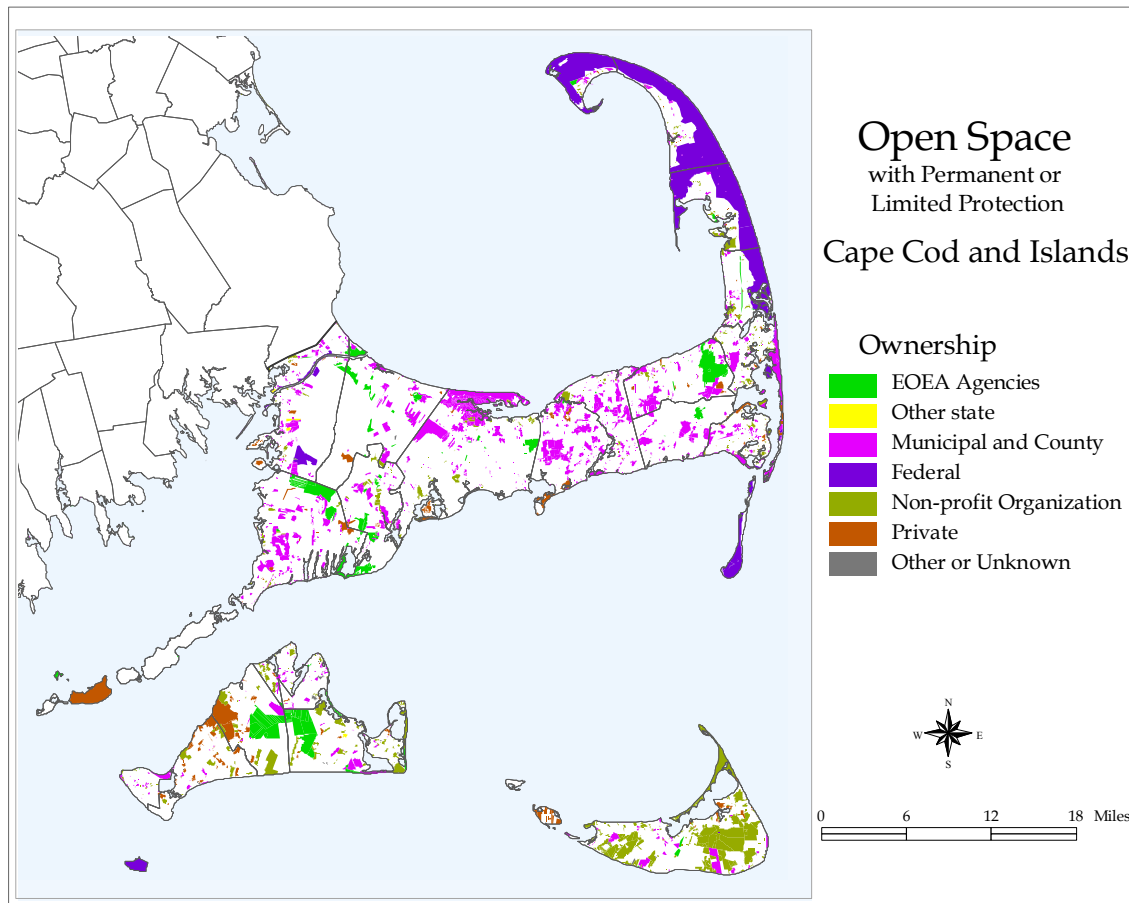 Open Space
with Permanent or
Limited Protection
Cape Cod and Islands
Ownership
EOEA Agencies
Other state
Municipal and County
Federal
Non-profit Organization
Private
Other or Unknown
N
W E
S
0 6 12 18 Miles